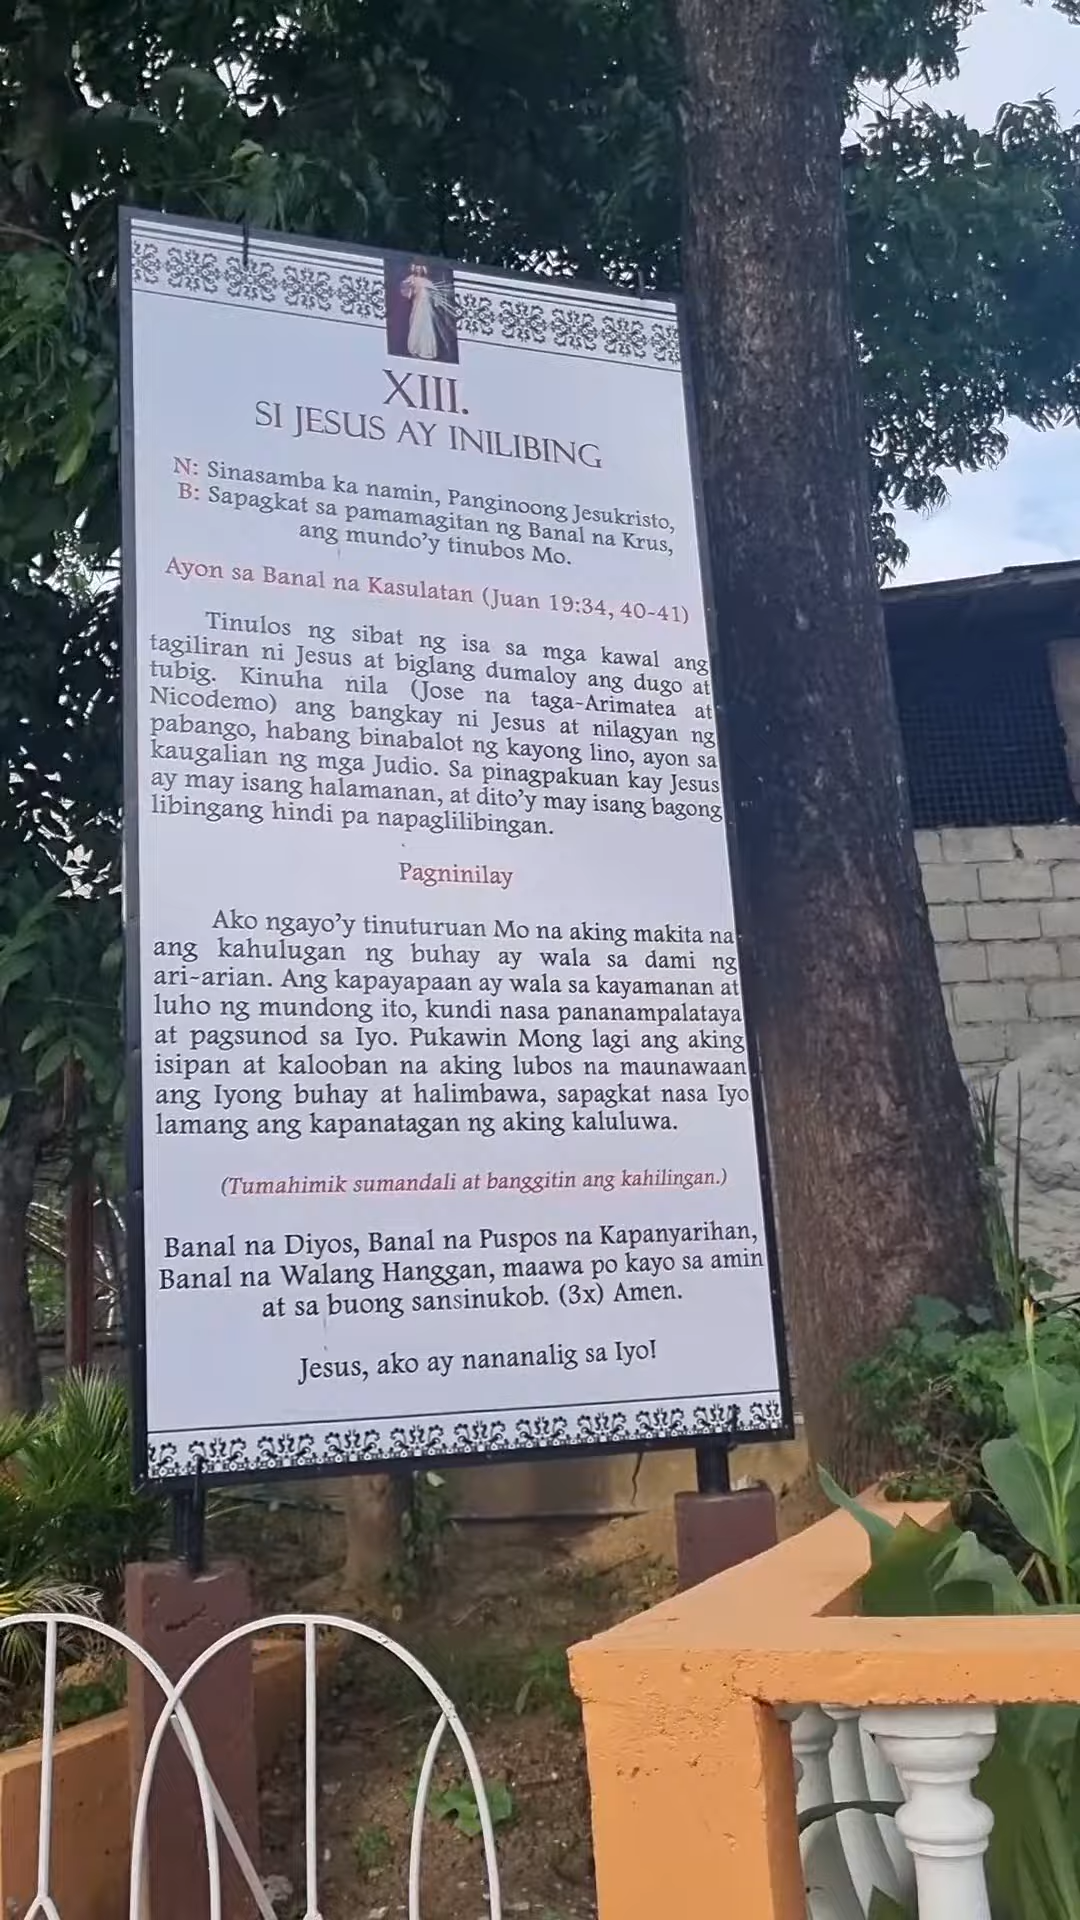 XIII.
SI JESUS AY INILIBING
N: Sinasamba ka namin, Panginoong Jesukristo,
B: Sapagkat sa pamamagitan ng Banal na Krus,
ang mundo'y tinubos Mo.
Ayon sa Banal na Kasulatan (Juan 19:34, 40-41)
Tinulos ng sibat ng isa sa mga kawal ang
tagiliran ni Jesus at biglang dumaloy ang dugo at
tubig. Kinuha nila (Jose na taga-Arimatea at
Nicodemo) ang bangkay ni Jesus at nilagyan ng
pabango, habang binabalot ng kayong lino, ayon sa
kaugalian ng mga Judio. Sa pinagpakuan kay Jesus
ay may isang halamanan, at dito'y may isang bagong
libingang hindi pa napaglilibingan.
Pagninilay
Ako ngayo'y tinuturuan Mo na aking makita na
ang kahulugan ng buhay ay wala sa dami ng
ari-arian. Ang kapayapaan ay wala sa kayamanan at
luho ng mundong ito, kundi nasa pananampalataya
at pagsunod sa Iyo. Pukawin Mong lagi ang aking
isipan at kalooban na aking lubos na maunawaan
ang Iyong buhay at halimbawa, sapagkat nasa Iyo
lamang ang kapanatagan ng aking kaluluwa.
(Tumahimik sumandali at banggitin ang kahilingan.)
Banal na Diyos, Banal na Puspos na Kapanyarihan,
Banal na Walang Hanggan, maawa po kayo sa amin
at sa buong sansinukob. (3x) Amen.
Jesus, ako ay nananalig sa Iyo!